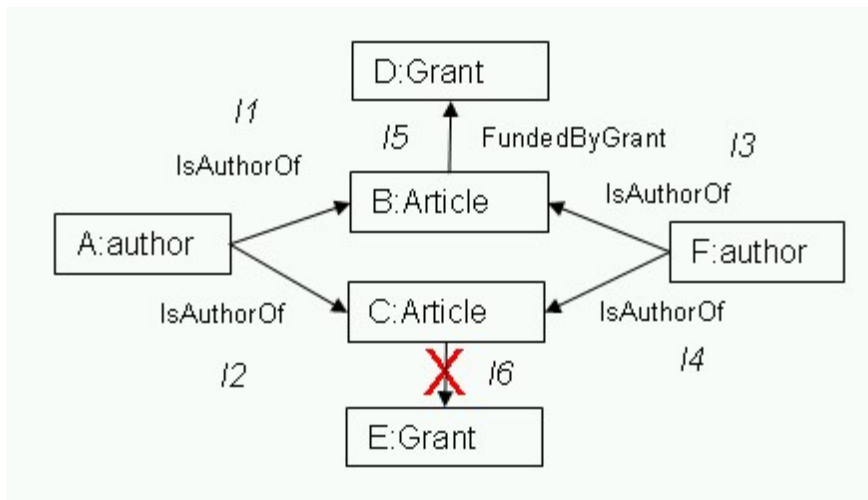 D:Grant
l1
l5
FundedByGrant
l3
IsAuthorOf
B:Article
IsAuthorOf
A:author
F:author
IsAuthorOf
C:Article
IsAuthorOf
l2
l6
l4
E:Grant